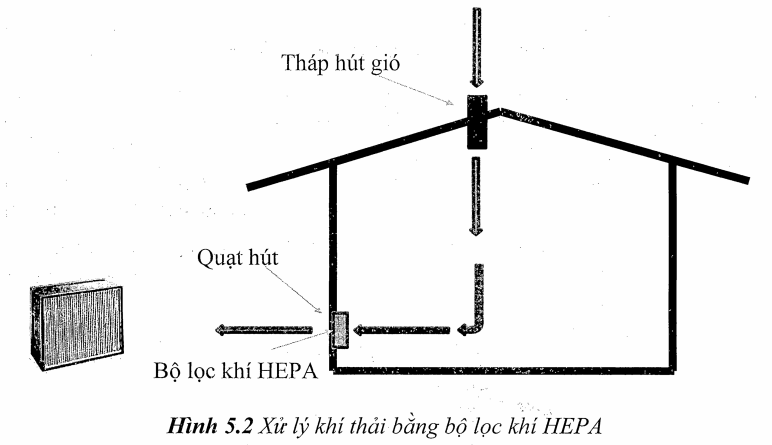 Tháp hút gió
Quạt hút
Bộ lọc khí HEPA
Hình 5.2 Xử lý khí thải bằng bộ lọc khí HEPA